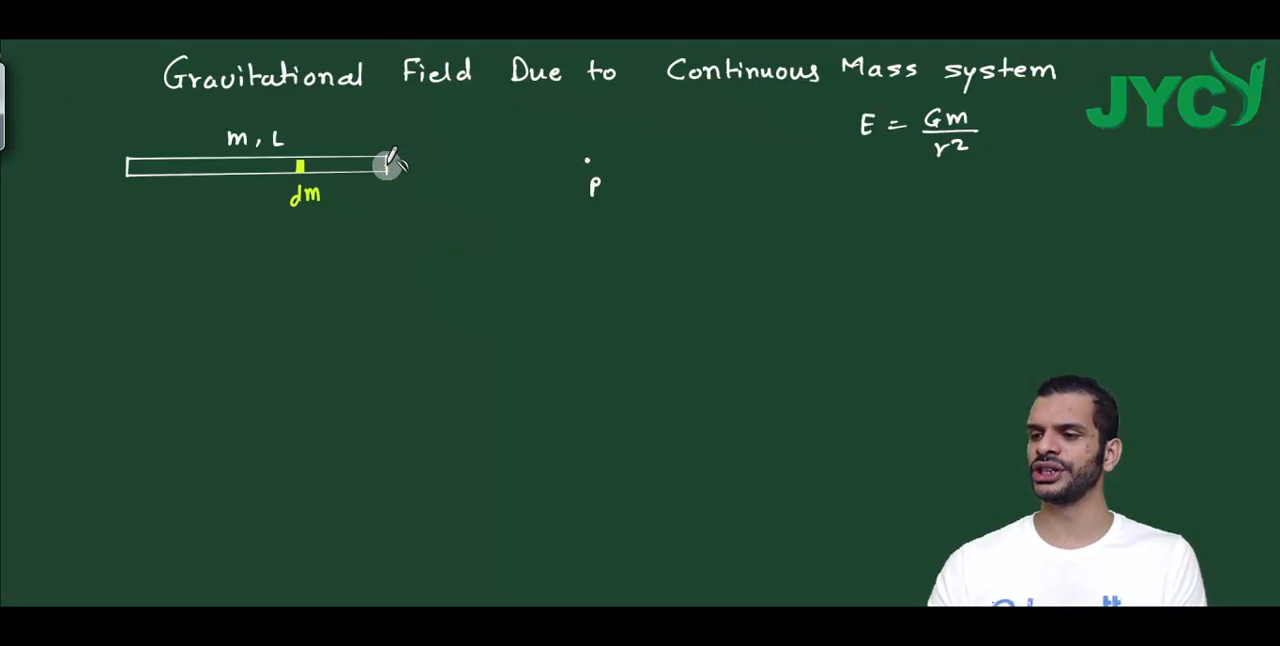 Gravitational Field Due to Continuous Mass system
JYC
E = Gm / r²
m, L
dm
P